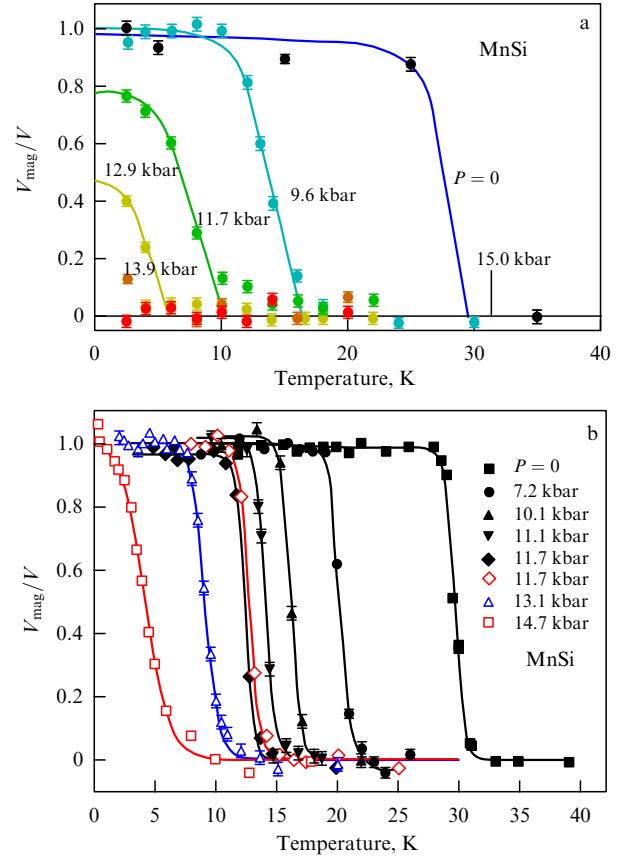 a
MnSi
1.0
0.8
0.6
0.4
0.2
0
V_mag/V
12.9 kbar
11.7 kbar
9.6 kbar
P = 0
13.9 kbar
15.0 kbar
0 10 20 30 40
Temperature, K
b
1.0
0.8
0.6
0.4
0.2
0
V_mag/V
P = 0
7.2 kbar
10.1 kbar
11.1 kbar
11.7 kbar
11.7 kbar
13.1 kbar
14.7 kbar
MnSi
0 5 10 15 20 25 30 35 40
Temperature, K